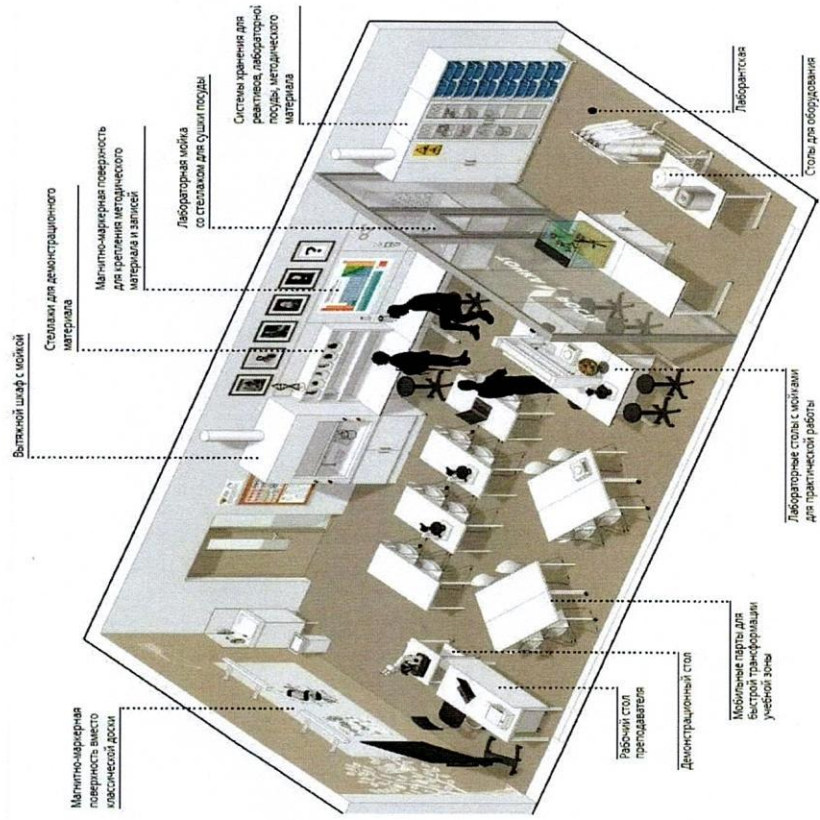 Магнитно-маркерная
поверхность вместо
классической доски
Вытяжной шкаф с мойкой
Стеллажи для демонстрационного
материала
Магнитно-маркерная поверхность
для крепления методического
материала и записей
Лабораторная мойка
со стеллажом для сушки посуды
Системы хранения для
реактивов, лабораторной
посуды, методического
материала
Рабочий стол
преподавателя
Демонстрационный стол
Мобильные парты для
быстрой трансформации
учебной зоны
Лабораторные столы с мойками
для практической работы
Лаборантская
Столы для оборудования